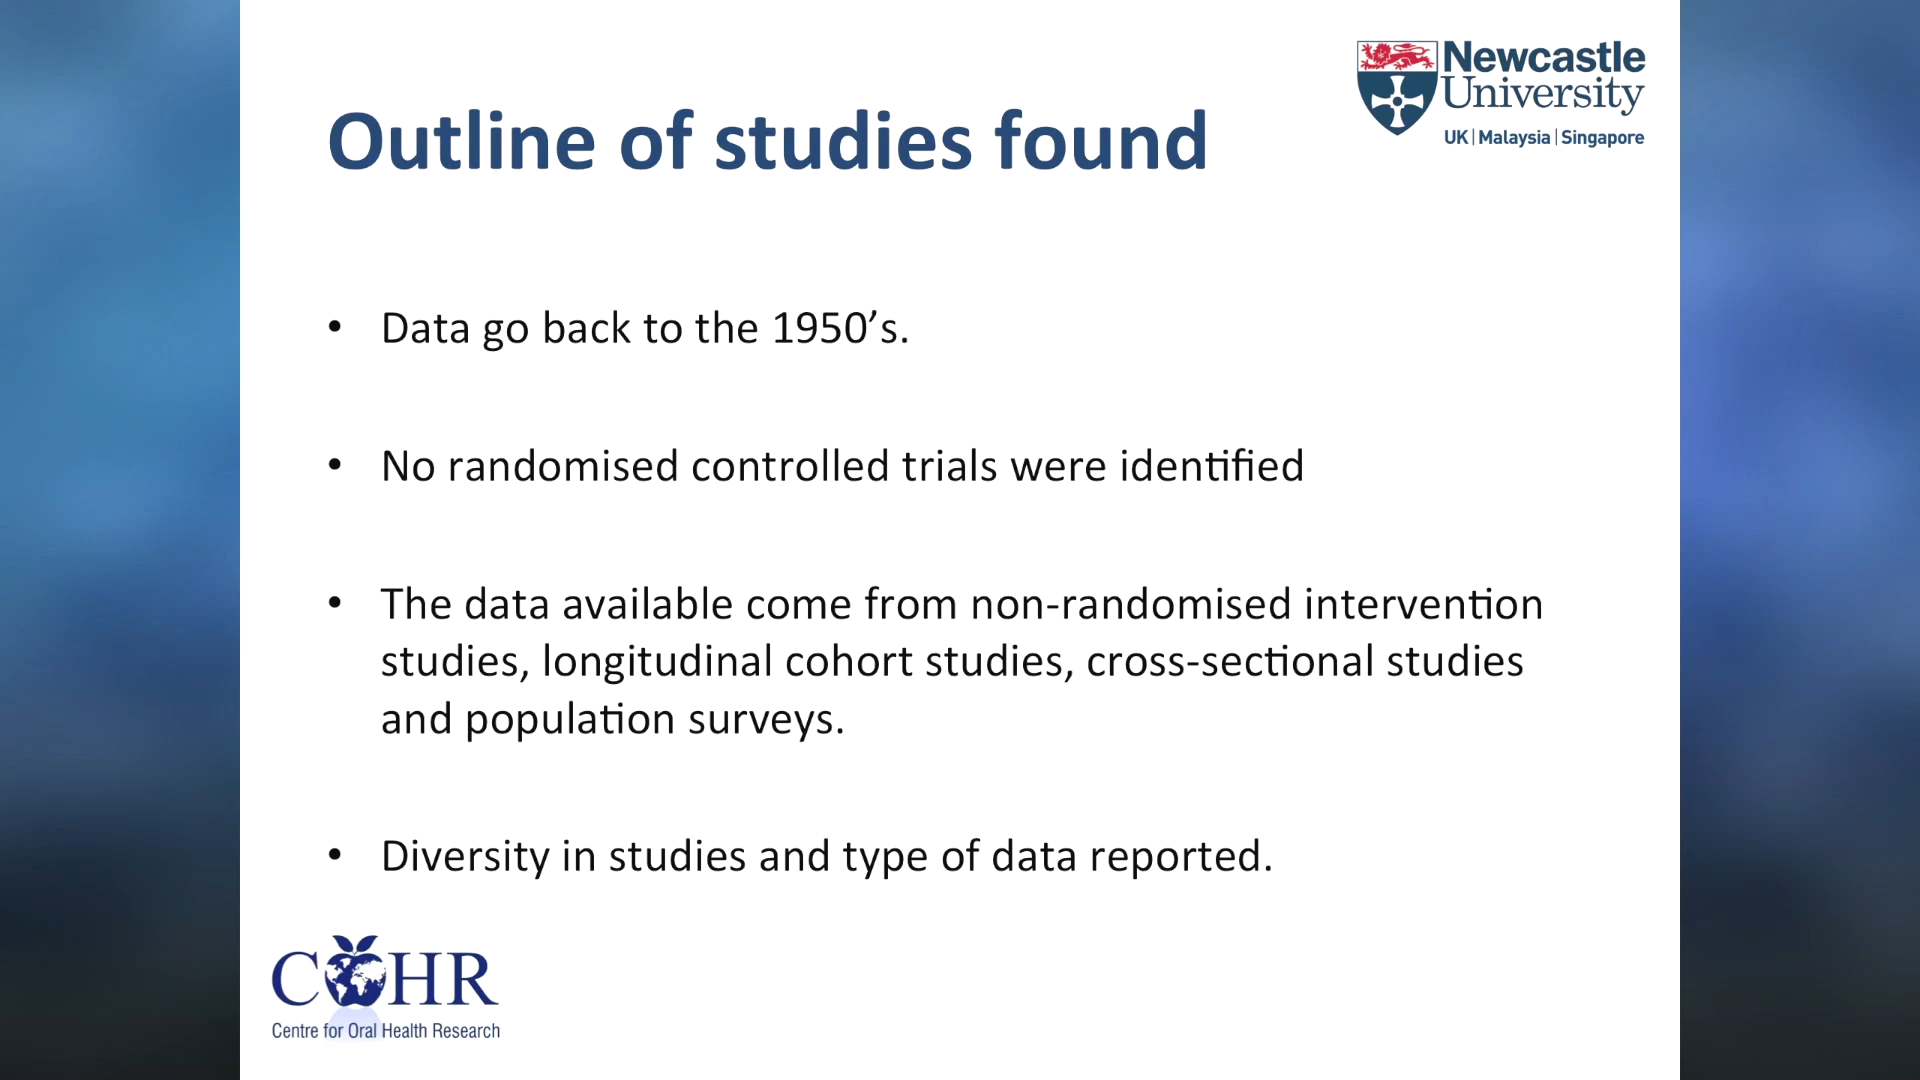 Newcastle
University
UK | Malaysia | Singapore
Outline of studies found
• Data go back to the 1950’s.
• No randomised controlled trials were identified
• The data available come from non-randomised intervention
studies, longitudinal cohort studies, cross-sectional studies
and population surveys.
• Diversity in studies and type of data reported.
COHR
Centre for Oral Health Research